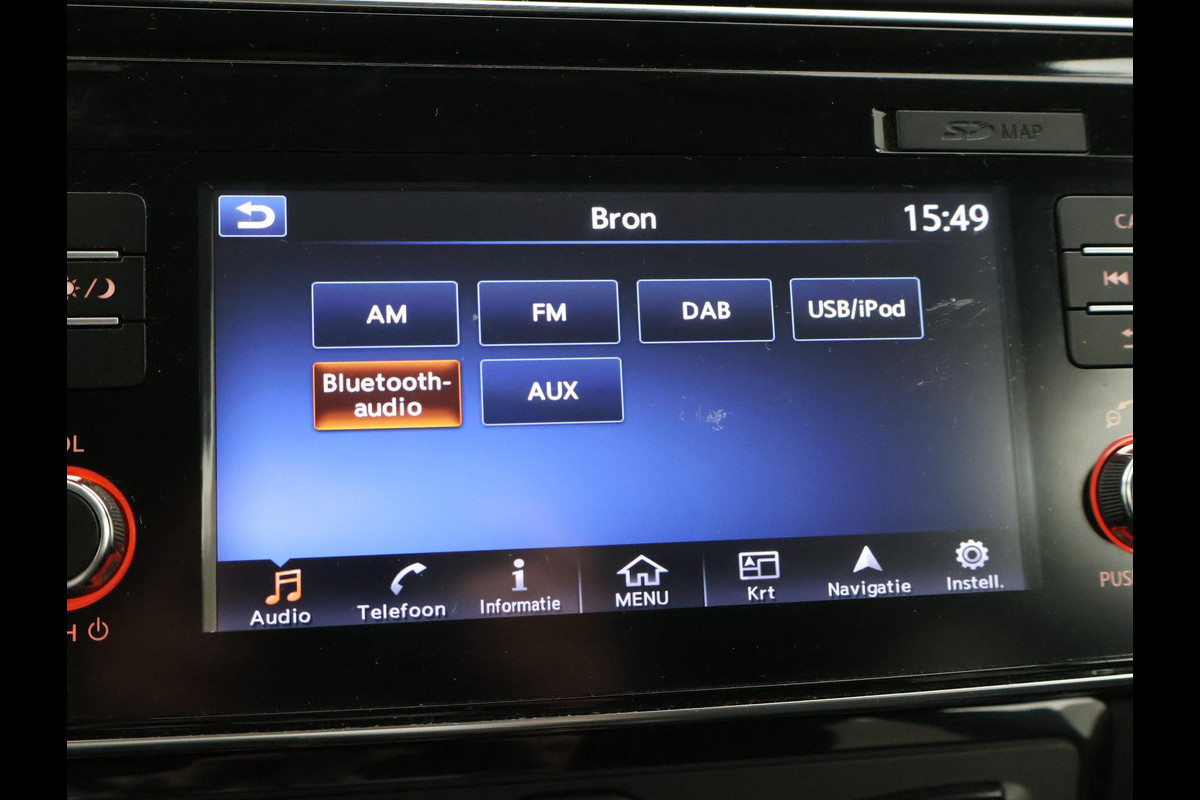 SD MAP
Bron
15:49
AM
FM
DAB
USB/iPod
Bluetooth-
audio
AUX
Audio
Telefoon
Informatie
MENU
Krt
Navigatie
Instell.